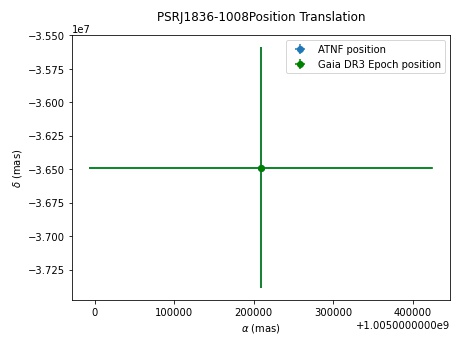 PSRJ1836-1008Position Translation
1e7
−3.550
−3.575
−3.600
−3.625
−3.650
−3.675
−3.700
−3.725
δ (mas)
ATNF position
Gaia DR3 Epoch position
0 100000 200000 300000 400000
+1.0050000000e9
α (mas)